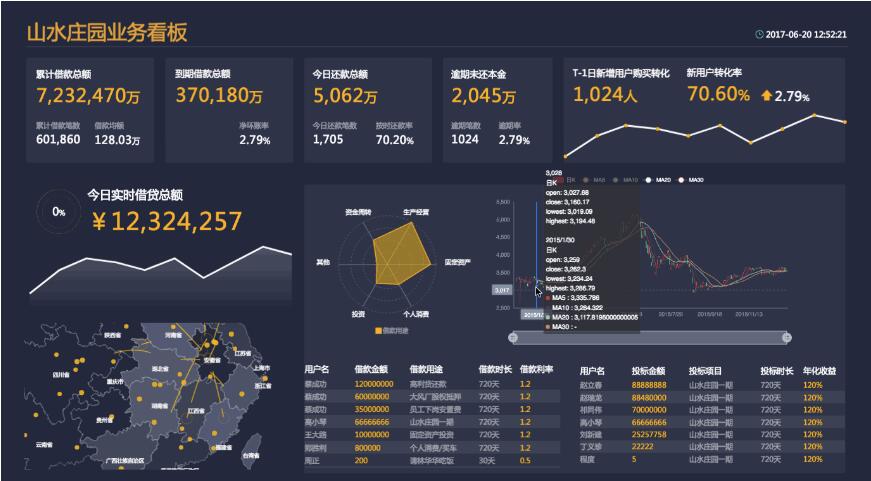 山水庄园业务看板
2017-06-20 12:52:21
累计借款总额
7,232,470万
累计借款笔数 借款均额
601,860 128.03万
到期借款总额
370,180万
净坏账率
2.79%
今日还款总额
5,062万
今日还款笔数 按时还款率
1,705 70.20%
逾期未还本金
2,045万
逾期笔数 逾期率
1024 2.79%
T-1日新增用户购买转化 新用户转化率
1,024人 70.60% 2.79%
今日实时借贷总额
0%
￥12,324,257
资金周转 生产经营
其他 固定资产
投资 个人消费
借款用途
日K MA5 MA10 MA20 MA30
3,028
日K
open: 3,027.68
close: 3,160.17
lowest: 3,019.09
highest: 3,194.48
2015/1/30
日K
open: 3,259
close: 3,262.3
lowest: 3,234.24
highest: 3,286.79
MA5 : 3,335.786
MA10 : 3,284.322
MA20 : 3,117.8195000000005
MA30 : -
5,500
5,000
4,500
4,000
3,500
3,017
2,500
2015/7/23 2015/9/18 2015/11/13
陕西省 河南省 江苏省
安徽省 上海市
四川省 湖北省 浙江省
重庆市
湖南省 江西省
贵州省
云南省 福建省
广西壮族自治区 台湾省
用户名 借款金额 借款用途 借款时长 借款利率
蔡成功 120000000 高利贷还款 720天 1.2
蔡成功 60000000 大风厂股权抵押 720天 1.2
蔡成功 35000000 员工下岗安置费 720天 1.2
高小琴 66666666 山水庄园一期 720天 1.2
王大路 10000000 固定资产投资 720天 1.2
郑胜利 800000 个人消费/买车 720天 1.2
周正 200 请林华华吃饭 30天 0.5
用户名 投标金额 投标项目 投标时长 年化收益
赵立春 88888888 山水庄园一期 720天 120%
赵瑞龙 88480000 山水庄园一期 720天 120%
祁同伟 70000000 山水庄园一期 720天 120%
高小琴 66666666 山水庄园一期 720天 120%
刘新建 25257758 山水庄园一期 720天 120%
丁义珍 22222 山水庄园一期 720天 120%
程度 5 山水庄园一期 720天 120%